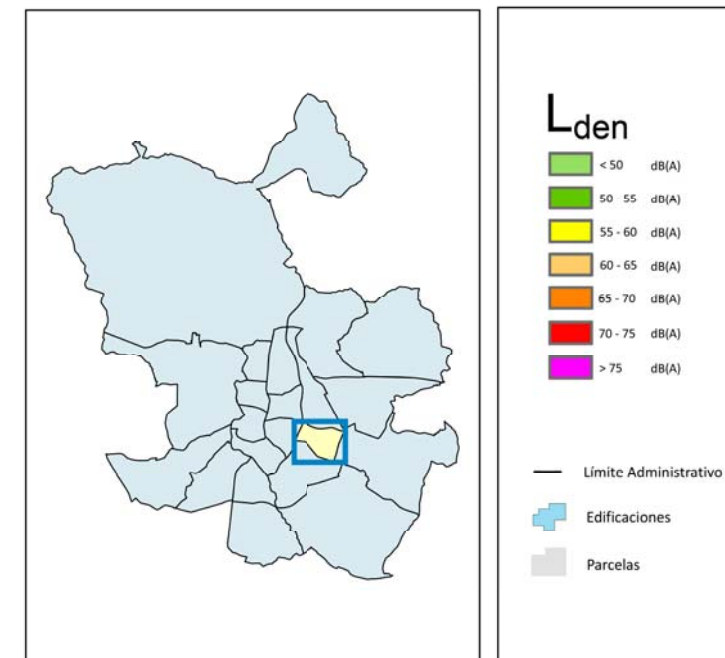 Lden
< 50 dB(A)
50 55 dB(A)
55 - 60 dB(A)
60 - 65 dB(A)
65 - 70 dB(A)
70 - 75 dB(A)
> 75 dB(A)
Límite Administrativo
Edificaciones
Parcelas